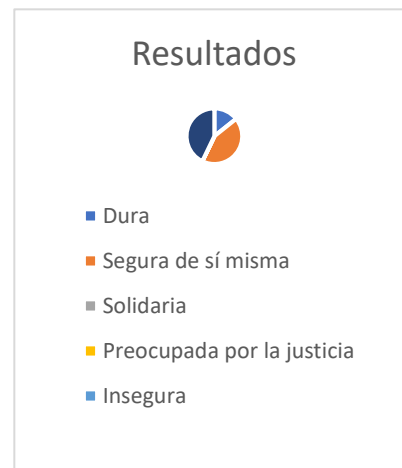 Resultados
Dura
Segura de sí misma
Solidaria
Preocupada por la justicia
Insegura